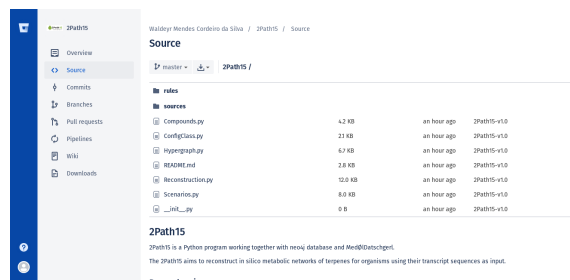 2Path15
Overview
Source
Commits
Branches
Pull requests
Pipelines
Wiki
Downloads
Waldeyr Mendes Cordeiro da Silva / 2Path15 / Source
Source
master
2Path15 /
rules
sources
Compounds.py 4.2 KB an hour ago 2Path15-v1.0
ConfigClass.py 2.1 KB an hour ago 2Path15-v1.0
Hypergraph.py 6.7 KB an hour ago 2Path15-v1.0
README.md 2.8 KB an hour ago 2Path15-v1.0
Reconstruction.py 12.0 KB an hour ago 2Path15-v1.0
Scenarios.py 8.0 KB an hour ago 2Path15-v1.0
__init__.py 0 B an hour ago 2Path15-v1.0
2Path15
2Path15 is a Python program working together with neo4j database and MedØlDatschgerl.
The 2Path15 aims to reconstruct in silico metabolic networks of terpenes for organisms using their transcript sequences as input.